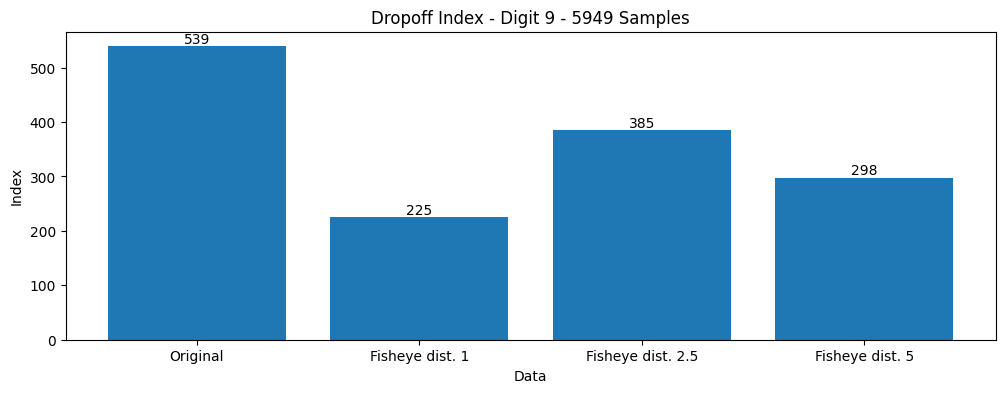 Dropoff Index - Digit 9 - 5949 Samples
539
225
385
298
500
400
300
200
100
0
Index
Original
Fisheye dist. 1
Fisheye dist. 2.5
Fisheye dist. 5
Data